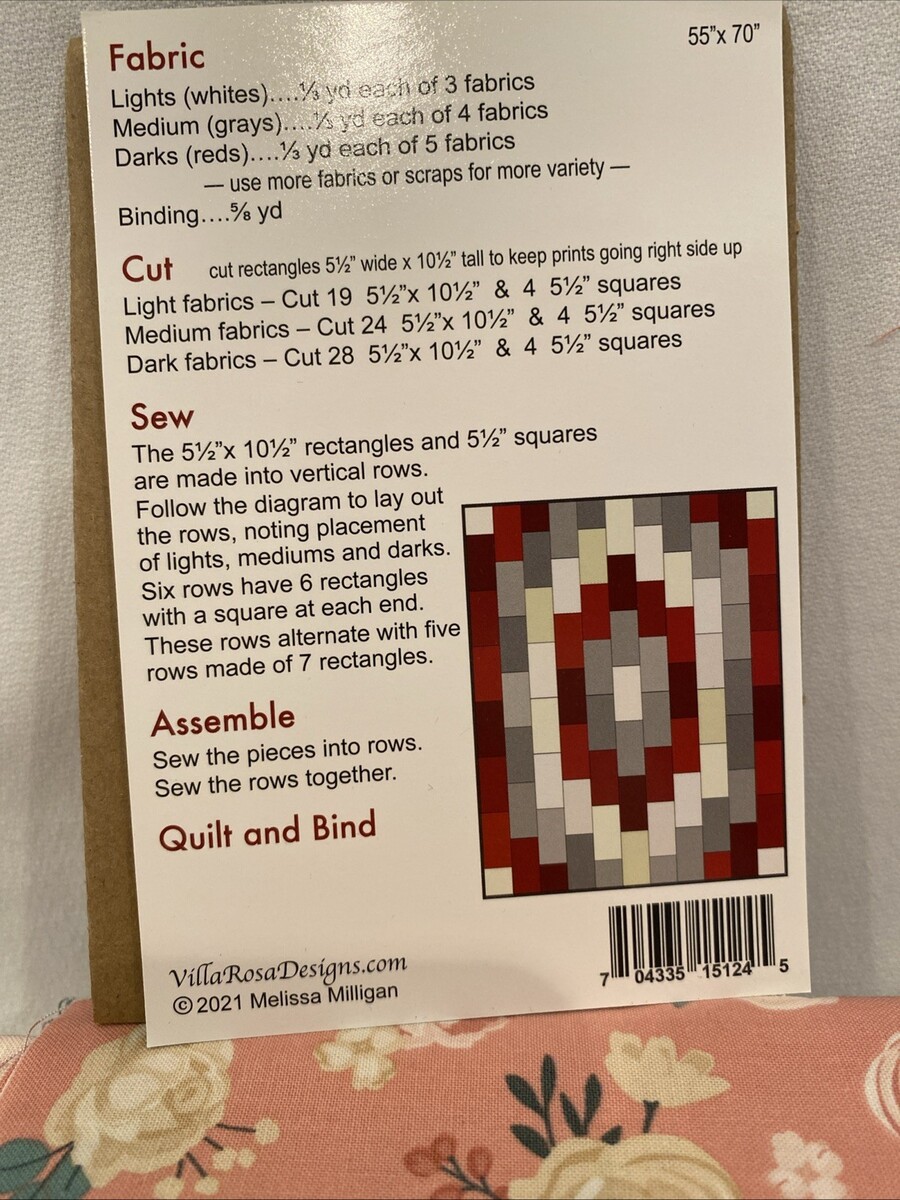 55”x 70”
Fabric
Lights (whites)....⅓ yd each of 3 fabrics
Medium (grays)....⅓ yd each of 4 fabrics
Darks (reds)....⅓ yd each of 5 fabrics
— use more fabrics or scraps for more variety —
Binding....⅝ yd
Cut cut rectangles 5½” wide x 10½” tall to keep prints going right side up
Light fabrics – Cut 19 5½”x 10½” & 4 5½” squares
Medium fabrics – Cut 24 5½”x 10½” & 4 5½” squares
Dark fabrics – Cut 28 5½”x 10½” & 4 5½” squares
Sew
The 5½”x 10½” rectangles and 5½” squares
are made into vertical rows.
Follow the diagram to lay out
the rows, noting placement
of lights, mediums and darks.
Six rows have 6 rectangles
with a square at each end.
These rows alternate with five
rows made of 7 rectangles.
Assemble
Sew the pieces into rows.
Sew the rows together.
Quilt and Bind
VillaRosaDesigns.com
©2021 Melissa Milligan
7 04335 15124 5